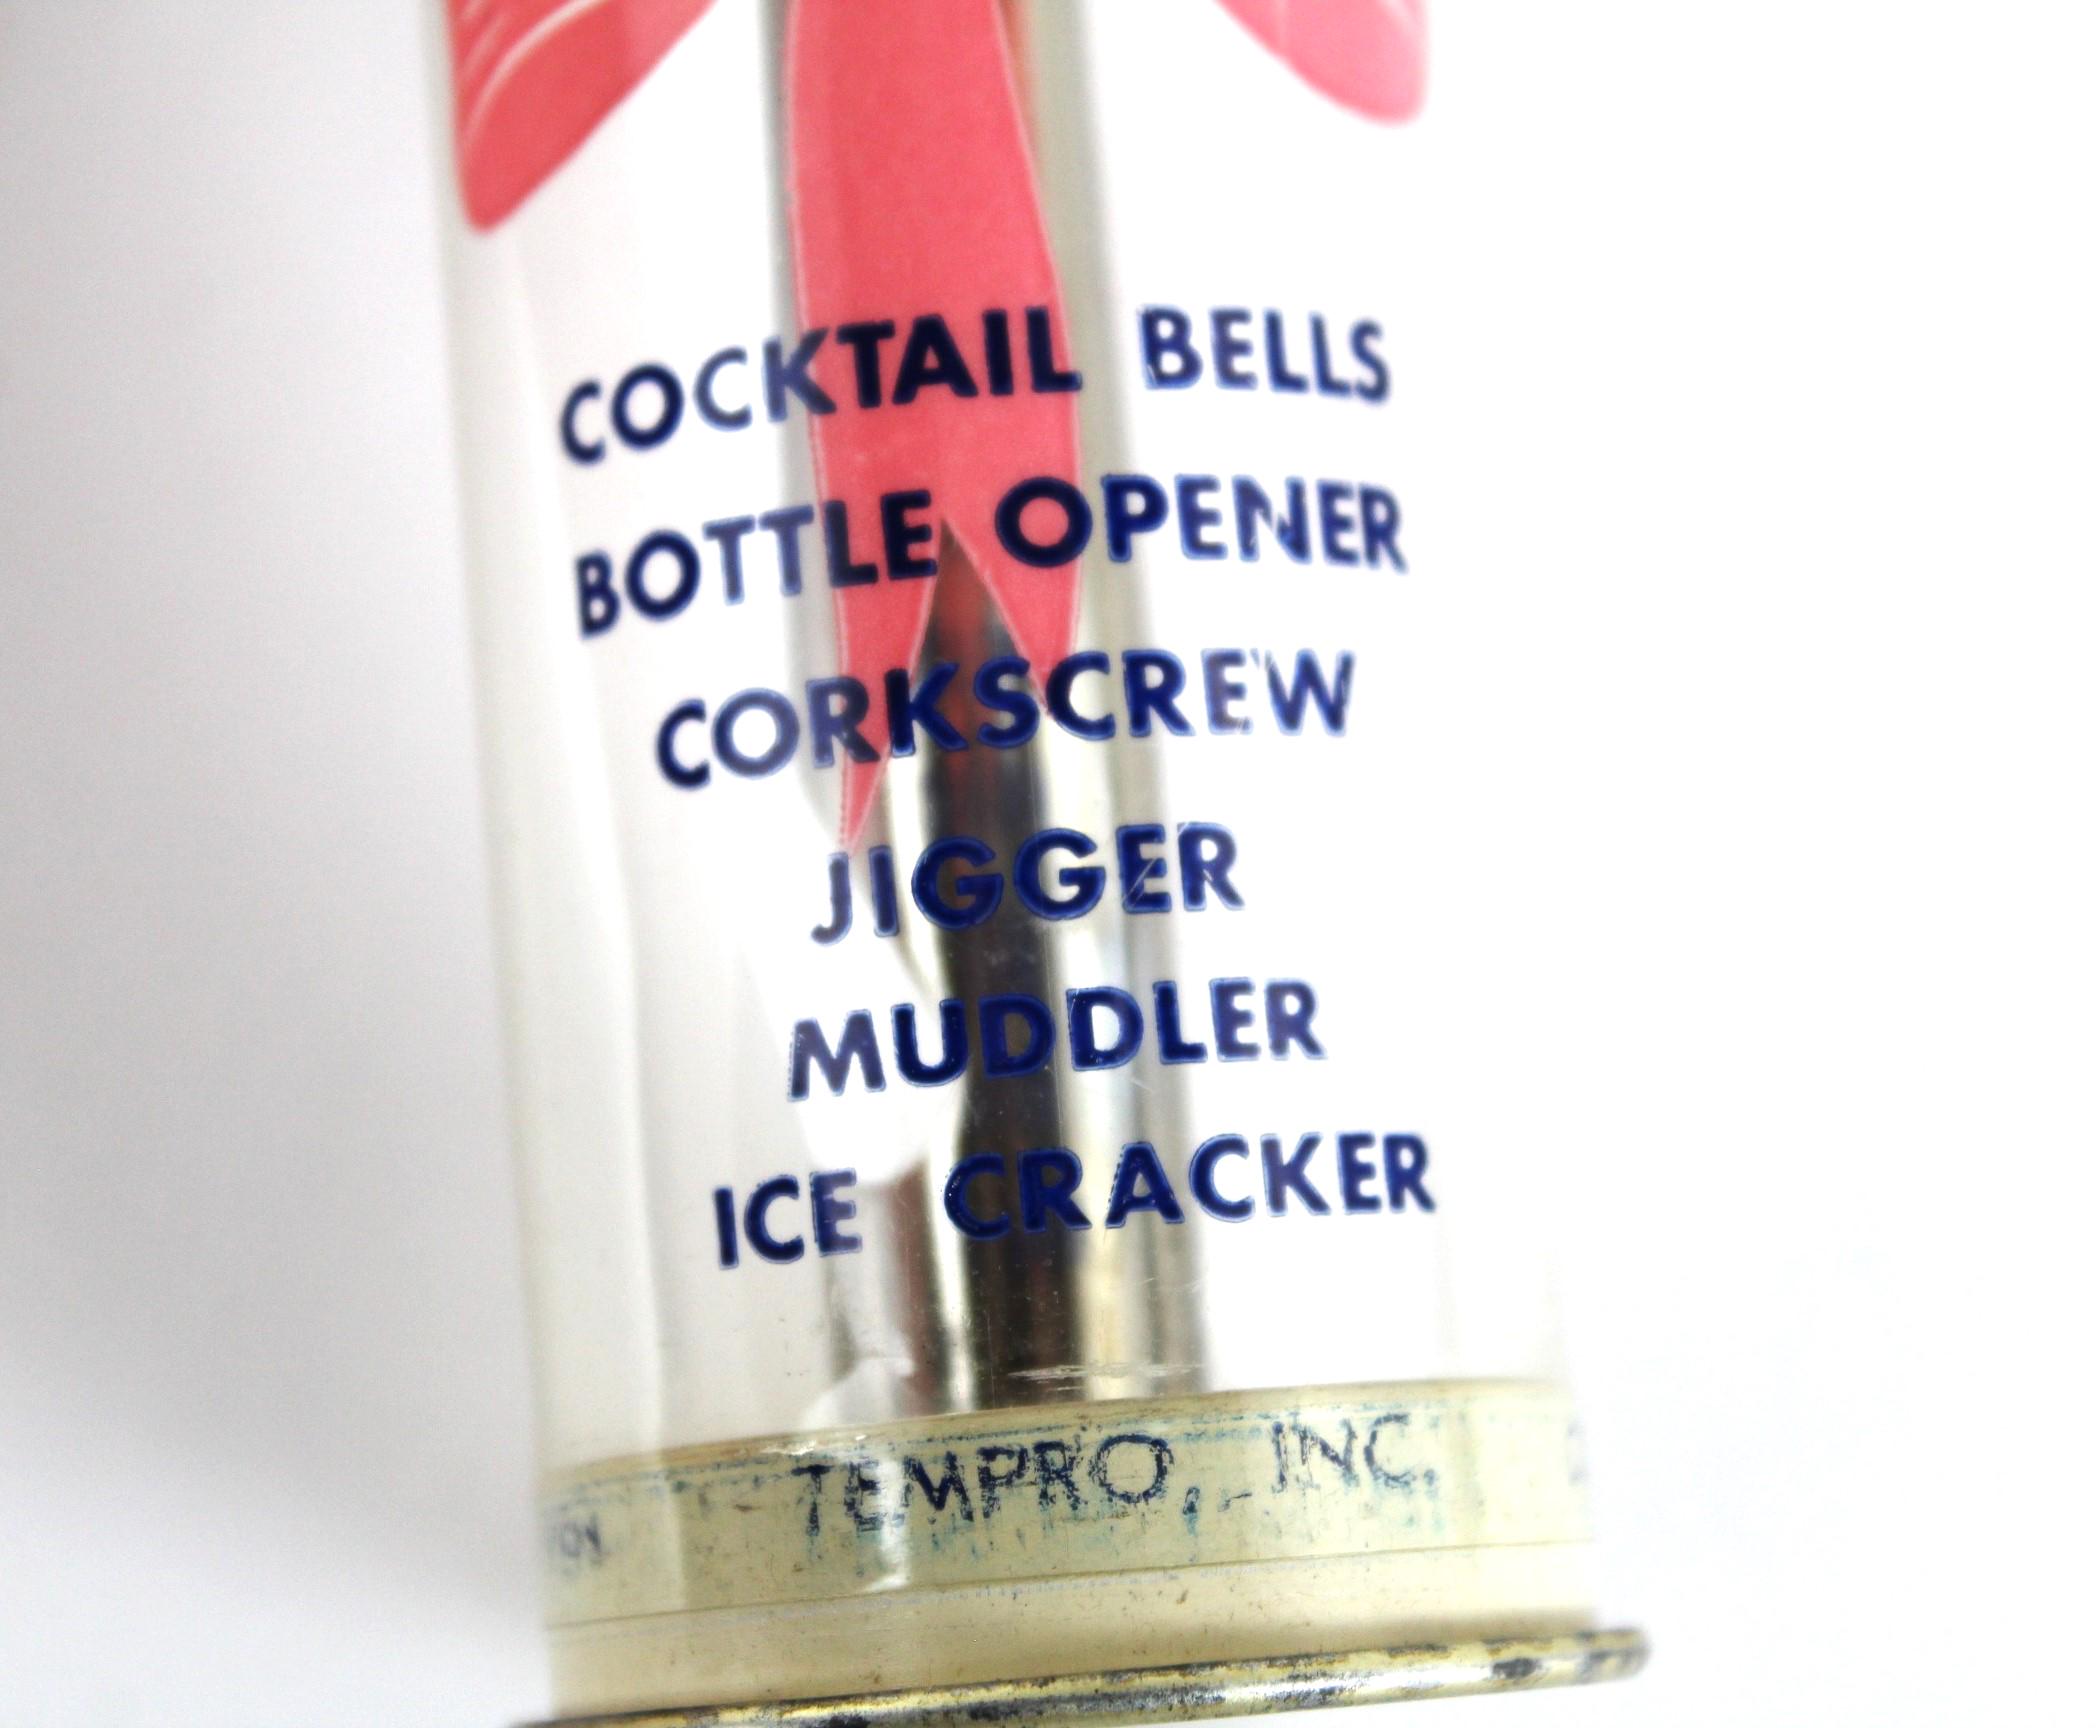 COCKTAIL BELLS
BOTTLE OPENER
CORKSCREW
JIGGER
MUDDLER
ICE CRACKER
TEMPRO, INC.